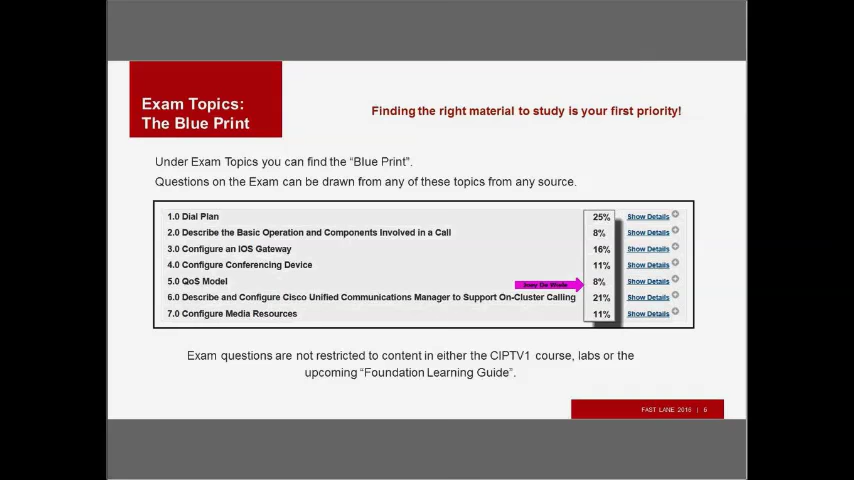 Exam Topics:
The Blue Print
Finding the right material to study is your first priority!
Under Exam Topics you can find the “Blue Print”.
Questions on the Exam can be drawn from any of these topics from any source.
1.0 Dial Plan 25% Show Details
2.0 Describe the Basic Operation and Components Involved in a Call 8% Show Details
3.0 Configure an IOS Gateway 16% Show Details
4.0 Configure Conferencing Device 11% Show Details
5.0 QoS Model 8% Show Details
6.0 Describe and Configure Cisco Unified Communications Manager to Support On-Cluster Calling 21% Show Details
7.0 Configure Media Resources 11% Show Details
Exam questions are not restricted to content in either the CIPTV1 course, labs or the
upcoming “Foundation Learning Guide”.
FAST LANE 2016 | 6